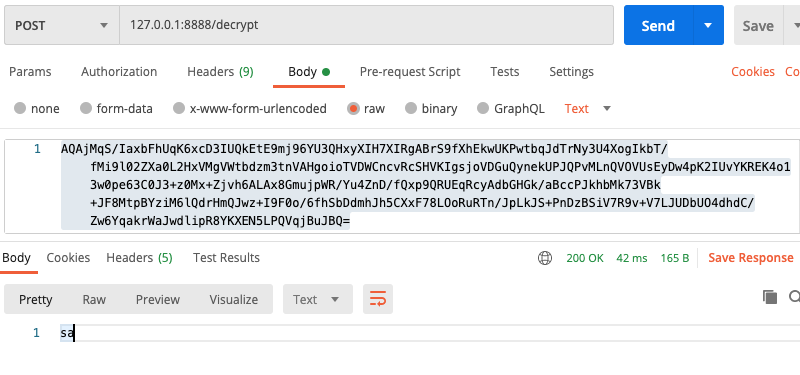 POST 127.0.0.1:8888/decrypt Send Save
Params Authorization Headers (9) Body Pre-request Script Tests Settings Cookies Co
none form-data x-www-form-urlencoded raw binary GraphQL Text
1 AQAjMqS/IaxbFhUqK6xcD3IUQkEtE9mj96YU3QHxyXIH7XIRgABrS9fXhEkwUKPwtbqJdTrNy3U4XogIkbT/
fMi9l02ZXa0L2HxVMgVWtbdzm3tnVAHgoioTVDWCncvRcSHVKIgsjoVDGuQynekUPJQPvMLnQVOVUsEyDw4pK2IUvYKREK4o1
3w0pe63C0J3+z0Mx+Zjvh6ALAx8GmujpWR/Yu4ZnD/fQxp9QRUEqRcyAdbGHGk/aBccPJkhbMk73VBk
+JF8MtpBYziM6lQdrHmQJwz+I9F0o/6fhSbDdmhJh5CXxF78LOoRuRTn/JpLkJS+PnDzBSiV7R9v+V7LJUDbUO4dhdC/
Zw6YqakrWaJwdlipR8YKXEN5LPQVqjBuJBQ=
Body Cookies Headers (5) Test Results 200 OK 42 ms 165 B Save Response
Pretty Raw Preview Visualize Text
1 sa